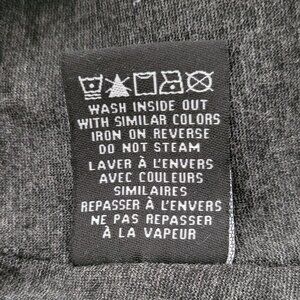 WASH INSIDE OUT
WITH SIMILAR COLORS
IRON ON REVERSE
DO NOT STEAM
LAVER À L'ENVERS
AVEC COULEURS
SIMILAIRES
REPASSER À L'ENVERS
NE PAS REPASSER
À LA VAPEUR